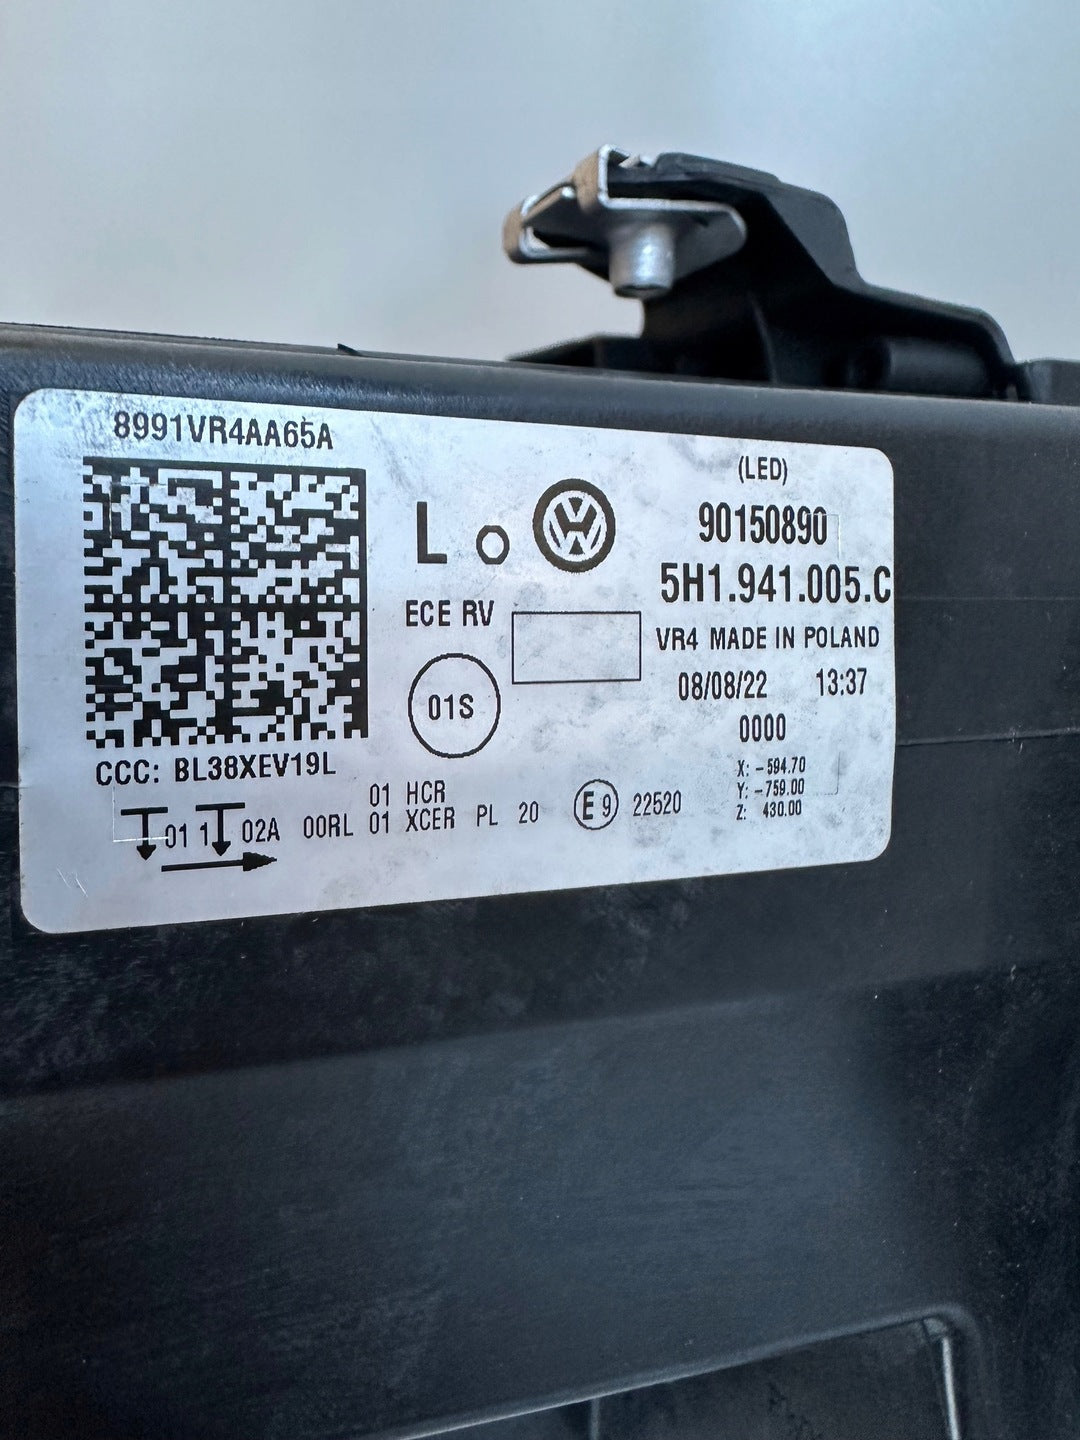 8991VR4AA65A
L O
ECE RV
01S
CCC: BL38XEV19L
(LED)
90150890
5H1.941.005.C
VR4 MADE IN POLAND
08/08/22 13:37
0000
X: -594.70
Y: -759.00
Z: 430.00
01 HCR
01 1 02A 00RL 01 XCER PL 20 E9 22520